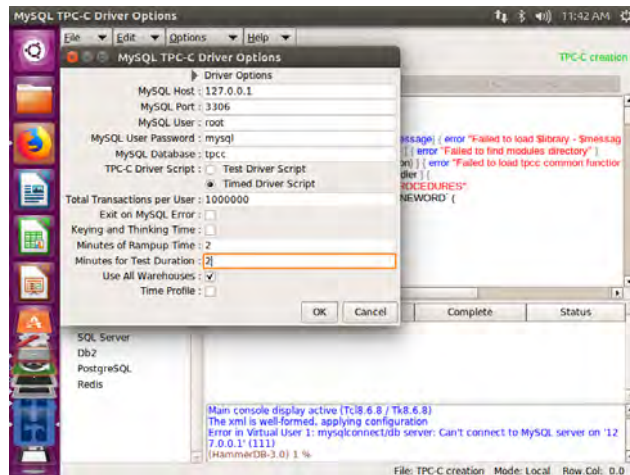 MySQL TPC-C Driver Options
11:42 AM
File Edit Options Help
MySQL TPC-C Driver Options
TPC-C creation
Driver Options
MySQL Host : 127.0.0.1
MySQL Port : 3306
MySQL User : root
MySQL User Password : mysql
MySQL Database : tpcc
TPC-C Driver Script : Test Driver Script
Timed Driver Script
Total Transactions per User : 1000000
Exit on MySQL Error :
Keying and Thinking Time :
Minutes of Rampup Time : 2
Minutes for Test Duration : 2
Use All Warehouses :
Time Profile :
OK Cancel
essage] { error "Failed to load $library - $messag
{ error "Failed to find modules directory" }
on) ] { error "Failed to load tpcc common functior
dler } {
ROCEDURES"
NEWORD` (
Complete Status
SQL Server
Db2
PostgreSQL
Redis
Main console display active (Tcl8.6.8 / Tk8.6.8)
The xml is well-formed, applying configuration
Error in Virtual User 1: mysqlconnect/db server: Can't connect to MySQL server on '12
7.0.0.1' (111)
(HammerDB-3.0) 1 %
File: TPC-C creation Mode: Local Row,Col: 0.0